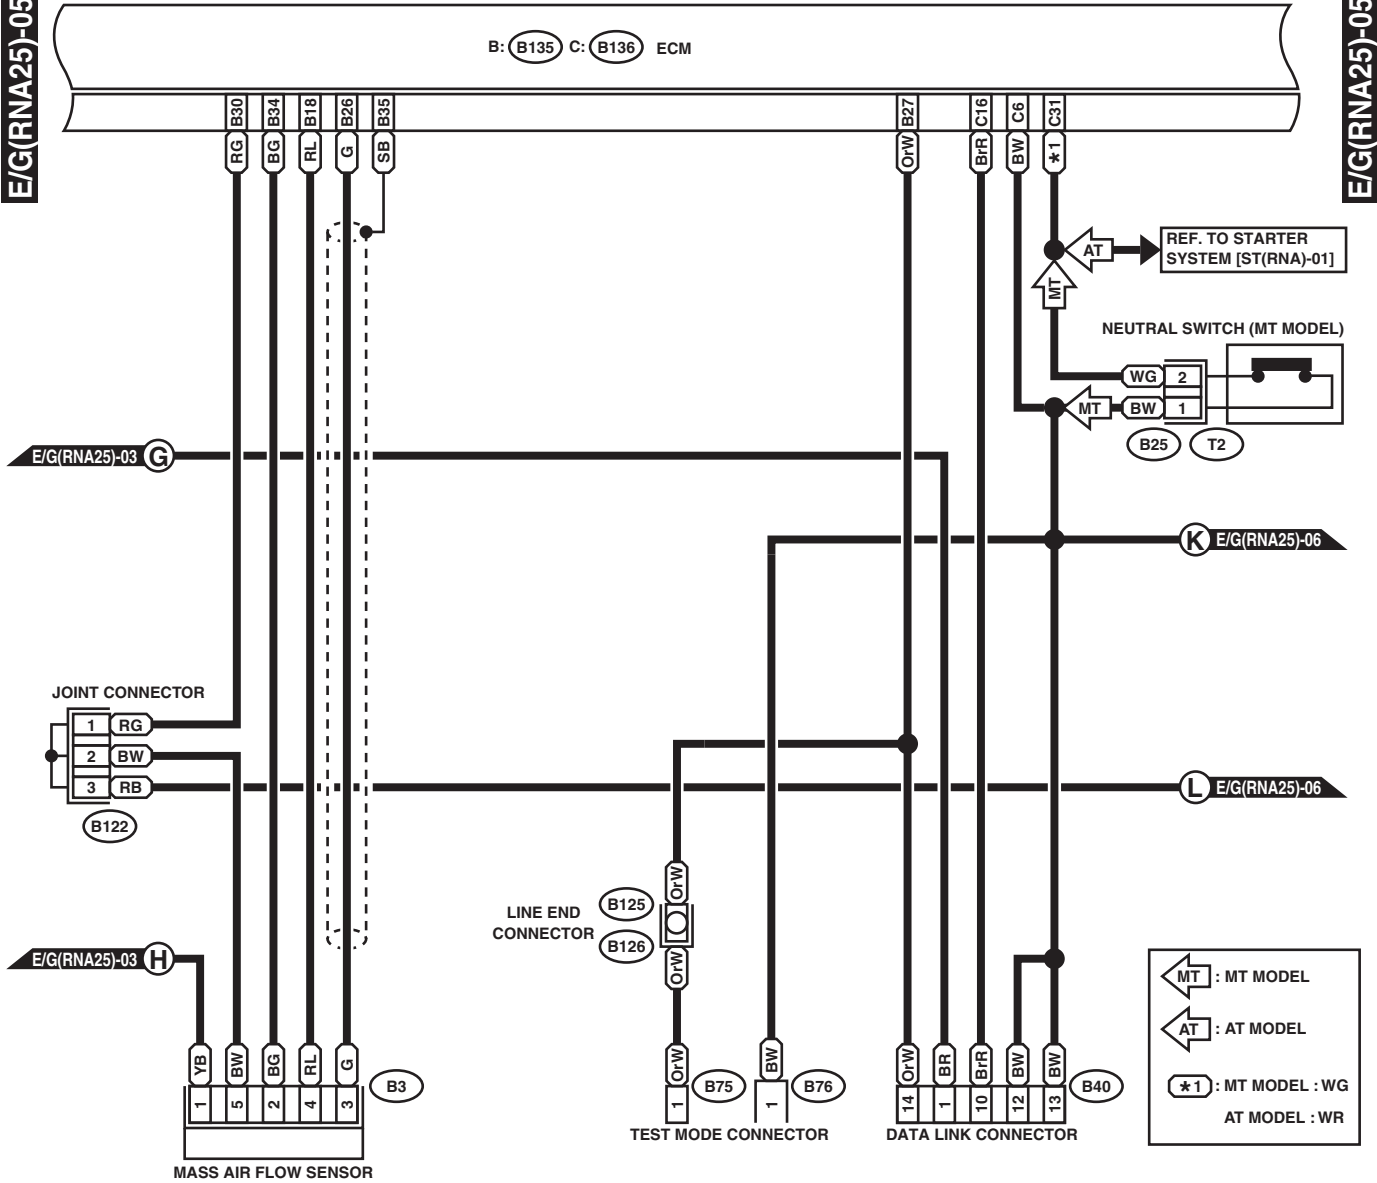 E/G(RNA25)-05
E/G(RNA25)-05
B: B135 C: B136 ECM
B30 B34 B18 B26 B35 B27 C16 C6 C31
RG BG RL G SB OrW BrR BW *1
AT
REF. TO STARTER
SYSTEM [ST(RNA)-01]
MT
NEUTRAL SWITCH (MT MODEL)
WG 2
MT BW 1
B25 T2
E/G(RNA25)-03 G
K E/G(RNA25)-06
JOINT CONNECTOR
1 RG
2 BW
3 RB
L E/G(RNA25)-06
B122
OrW
B125
LINE END
CONNECTOR
B126
OrW
E/G(RNA25)-03 H
MT : MT MODEL
AT : AT MODEL
*1 : MT MODEL : WG
AT MODEL : WR
YB BW BG RL G B3
OrW B75 BW B76
OrW BR BrR BW BW B40
1 5 2 4 3
1 1
14 1 10 12 13
TEST MODE CONNECTOR
DATA LINK CONNECTOR
MASS AIR FLOW SENSOR